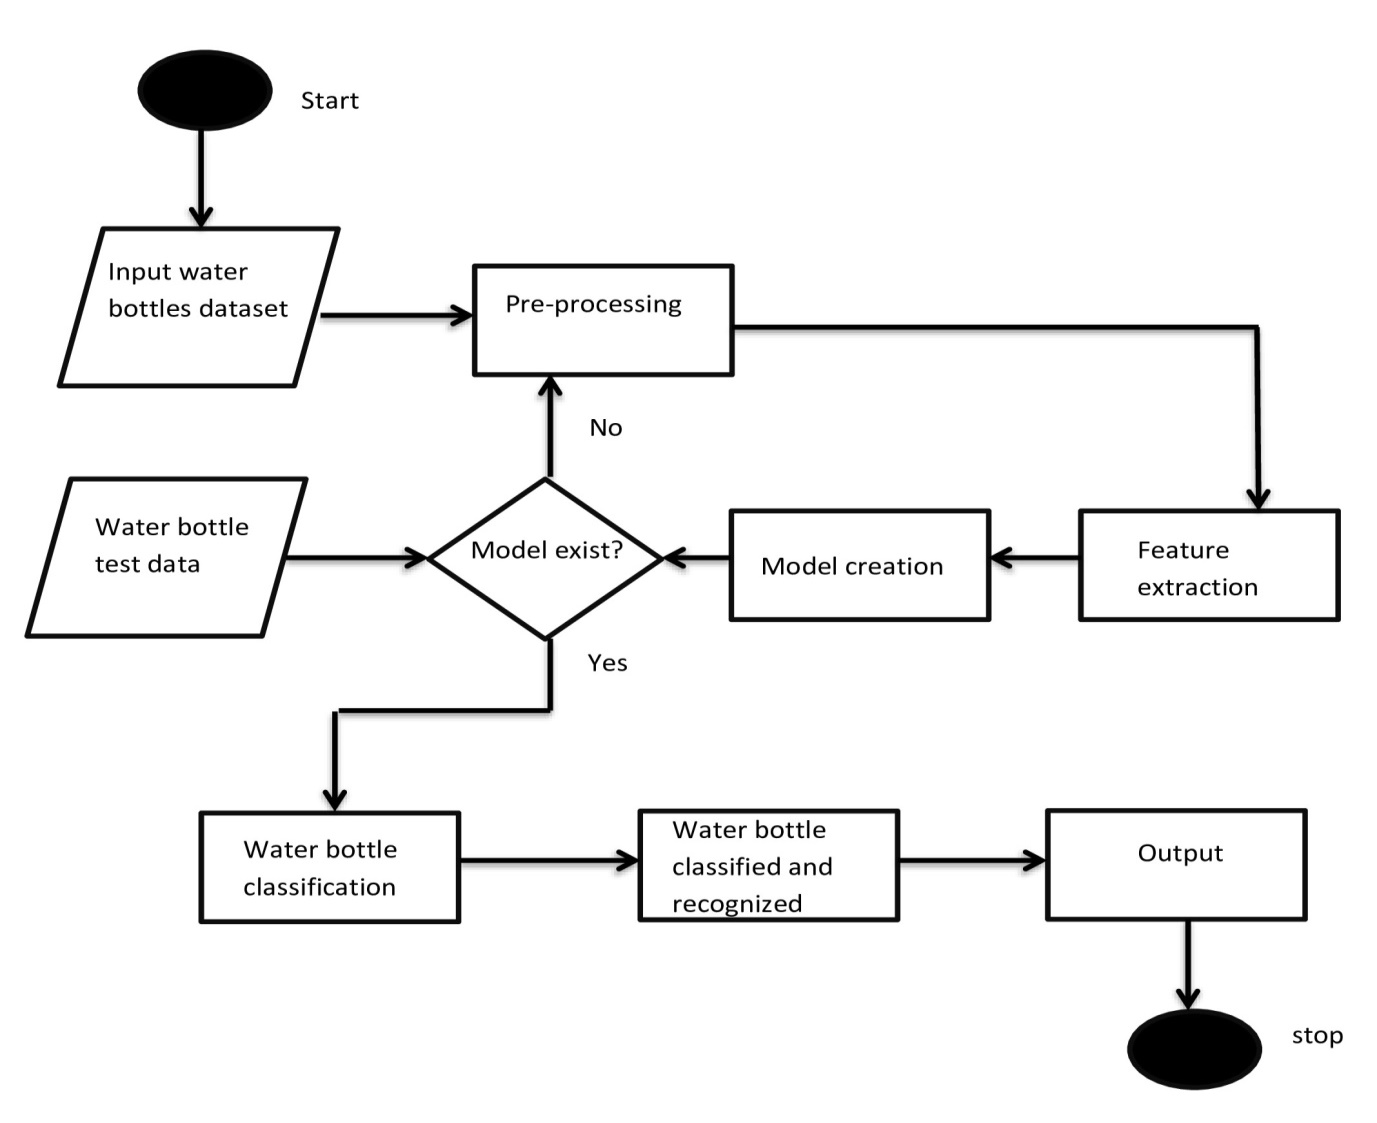 Start
Input water
bottles dataset
Pre-processing
No
Water bottle
test data
Model exist?
Model creation
Feature
extraction
Yes
Water bottle
classification
Water bottle
classified and
recognized
Output
stop